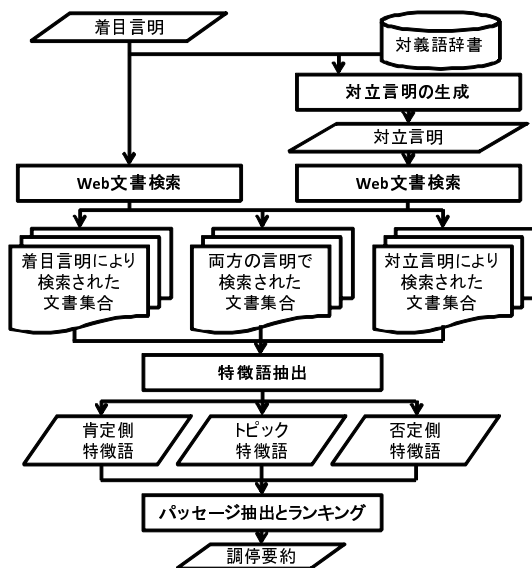 着目言明
対義語辞書
対立言明の生成
対立言明
Web文書検索
Web文書検索
着目言明により
検索された
文書集合
両方の言明で
検索された
文書集合
対立言明により
検索された
文書集合
特徴語抽出
肯定側
特徴語
トピック
特徴語
否定側
特徴語
パッセージ抽出とランキング
調停要約